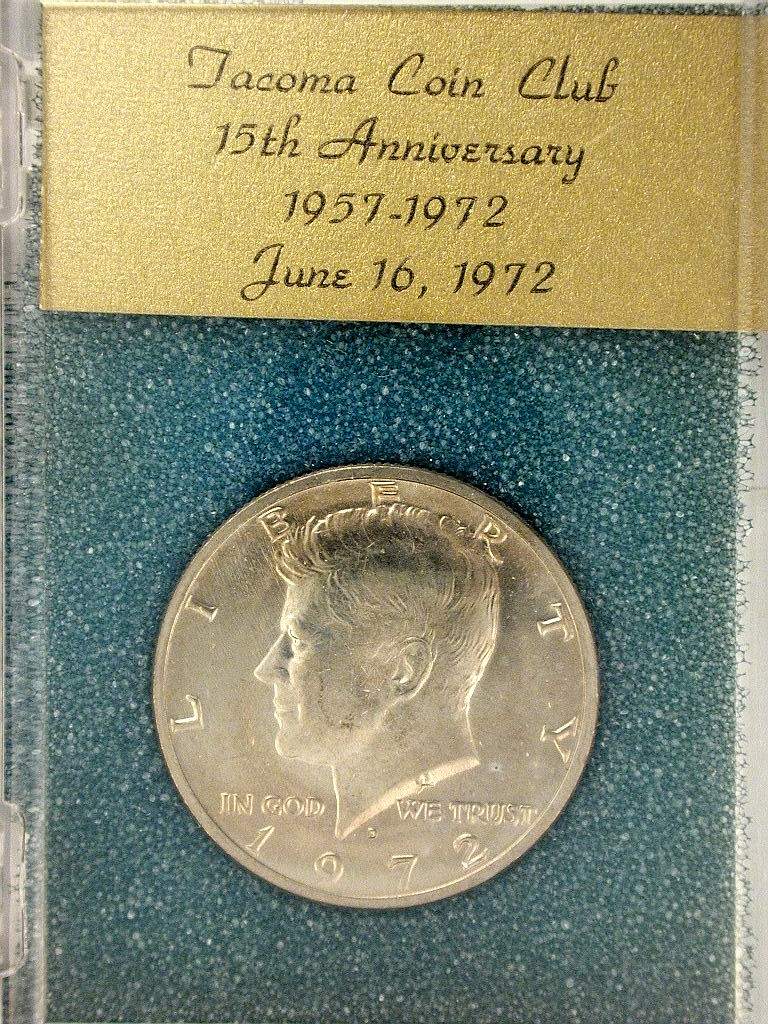 Tacoma Coin Club
15th Anniversary
1957-1972
June 16, 1972
LIBERTY
IN GOD WE TRUST
D
1972